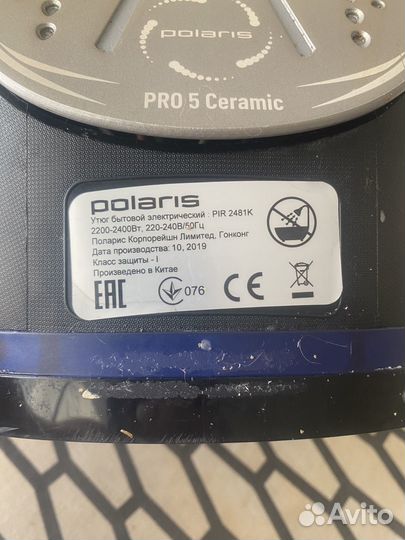 polaris
PRO 5 Ceramic
polaris
Утюг бытовой электрический : PIR 2481K
2200-2400Вт, 220-240В/50Гц
Поларис Корпорейшн Лимитед, Гонконг
Дата производства: 10, 2019
Класс защиты - I
Произведено в Китае
EAC
076
CE
Avito